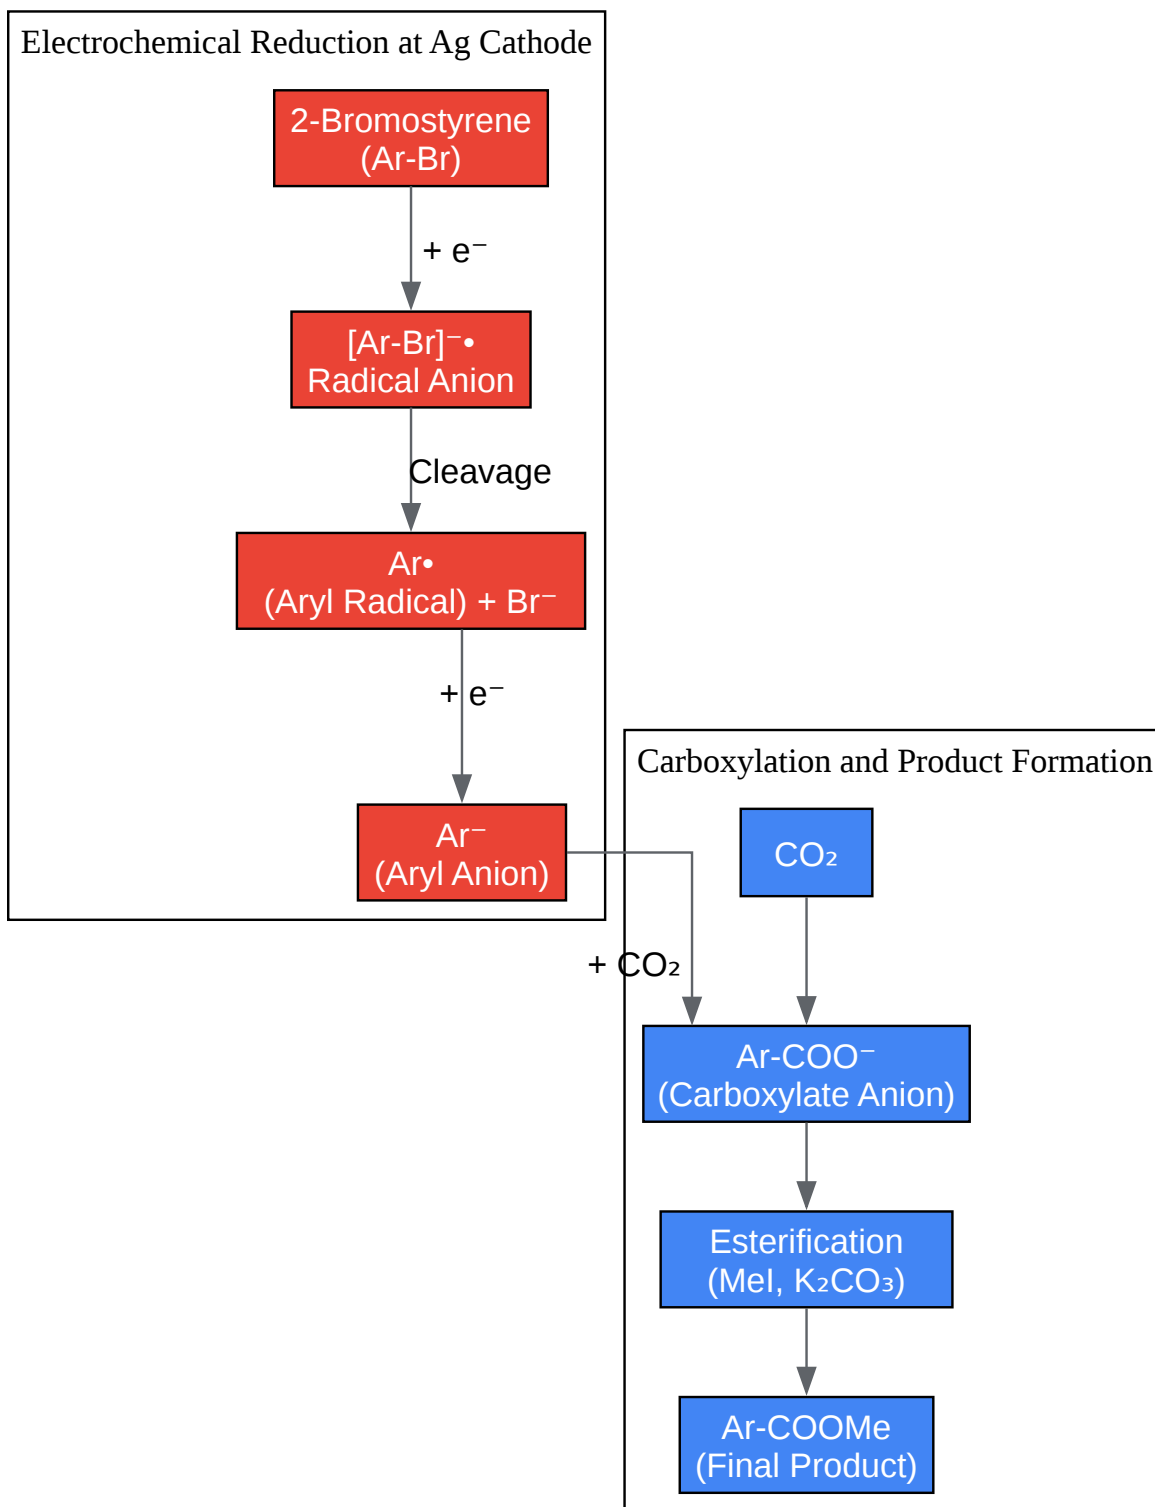 Electrochemical Reduction at Ag Cathode
2-Bromostyrene
(Ar-Br)
+ e⁻
[Ar-Br]⁻•
Radical Anion
Cleavage
Ar•
(Aryl Radical) + Br⁻
+ e⁻
Ar⁻
(Aryl Anion)
Carboxylation and Product Formation
CO₂
+ CO₂
Ar-COO⁻
(Carboxylate Anion)
Esterification
(MeI, K₂CO₃)
Ar-COOMe
(Final Product)